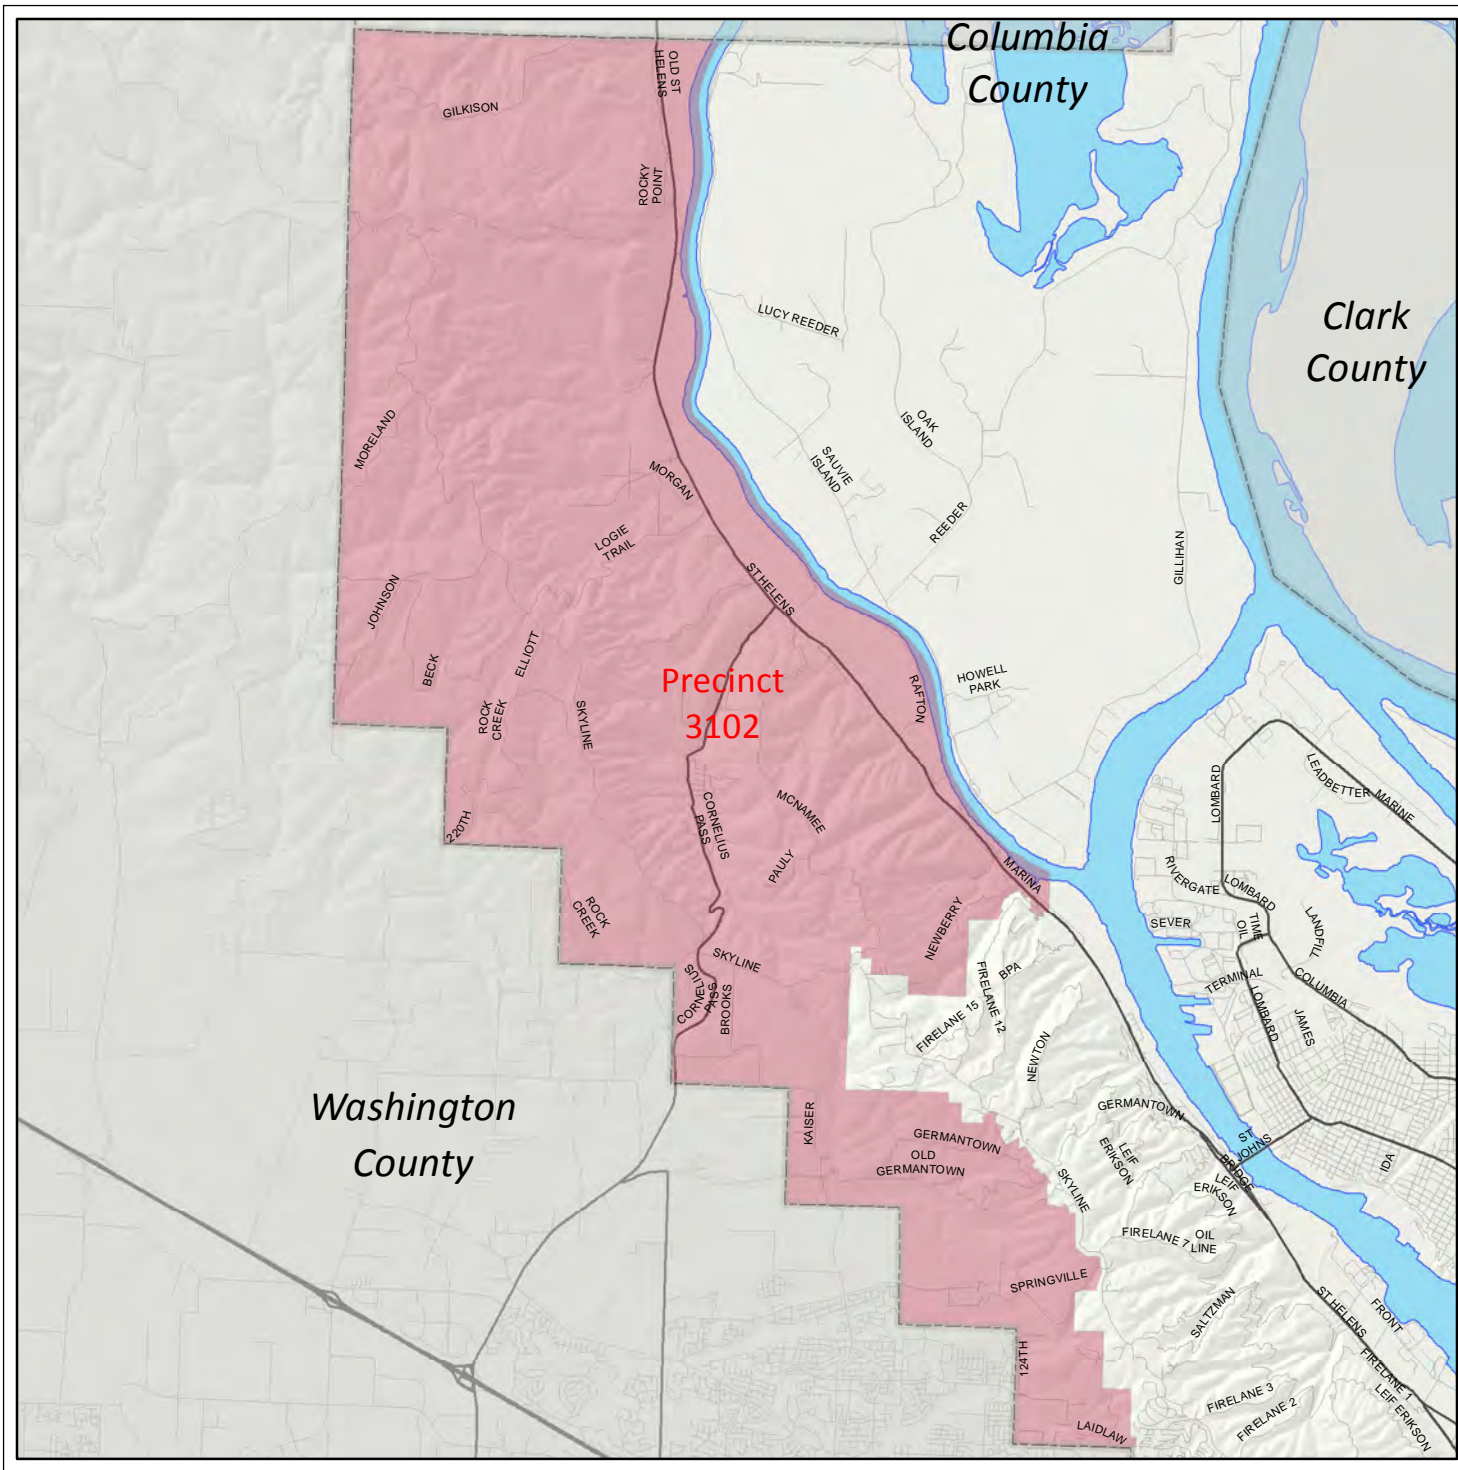 Columbia
County
OLD ST
HELENS
GILKISON
ROCKY
POINT
Clark
County
LUCY REEDER
OAK
ISLAND
MORELAND
SAUVIE
ISLAND
MORGAN
REEDER
LOGIE
TRAIL
GILLIHAN
ST HELENS
JOHNSON
ELLIOTT
BECK
HOWELL
PARK
Precinct
3102
RAFTON
ROCK
CREEK
SKYLINE
LOMBARD
LEADBETTER
MARINE
220TH
CORNELIUS
PASS
MCNAMEE
PAULY
MARINA
RIVERGATE
LOMBARD
ROCK
CREEK
NEWBERRY
SEVER
TIME
OIL
LANDFILL
SKYLINE
BPA
FIRELANE 12
TERMINAL
COLUMBIA
CORNELIUS
PASS
BROOKS
FIRELANE 15
LOMBARD
JAMES
NEWTON
Washington
County
KAISER
GERMANTOWN
GERMANTOWN
OLD
GERMANTOWN
LEIF
ERIKSON
ST
JOHNS
BRIDGE
IDA
SKYLINE
LEIF
ERIKSON
FIRELANE 7
OIL
LINE
SPRINGVILLE
SALTZMAN
ST HELENS
FRONT
124TH
FIRELANE 1
FIRELANE 3
FIRELANE 2
LEIF ERIKSON
LAIDLAW